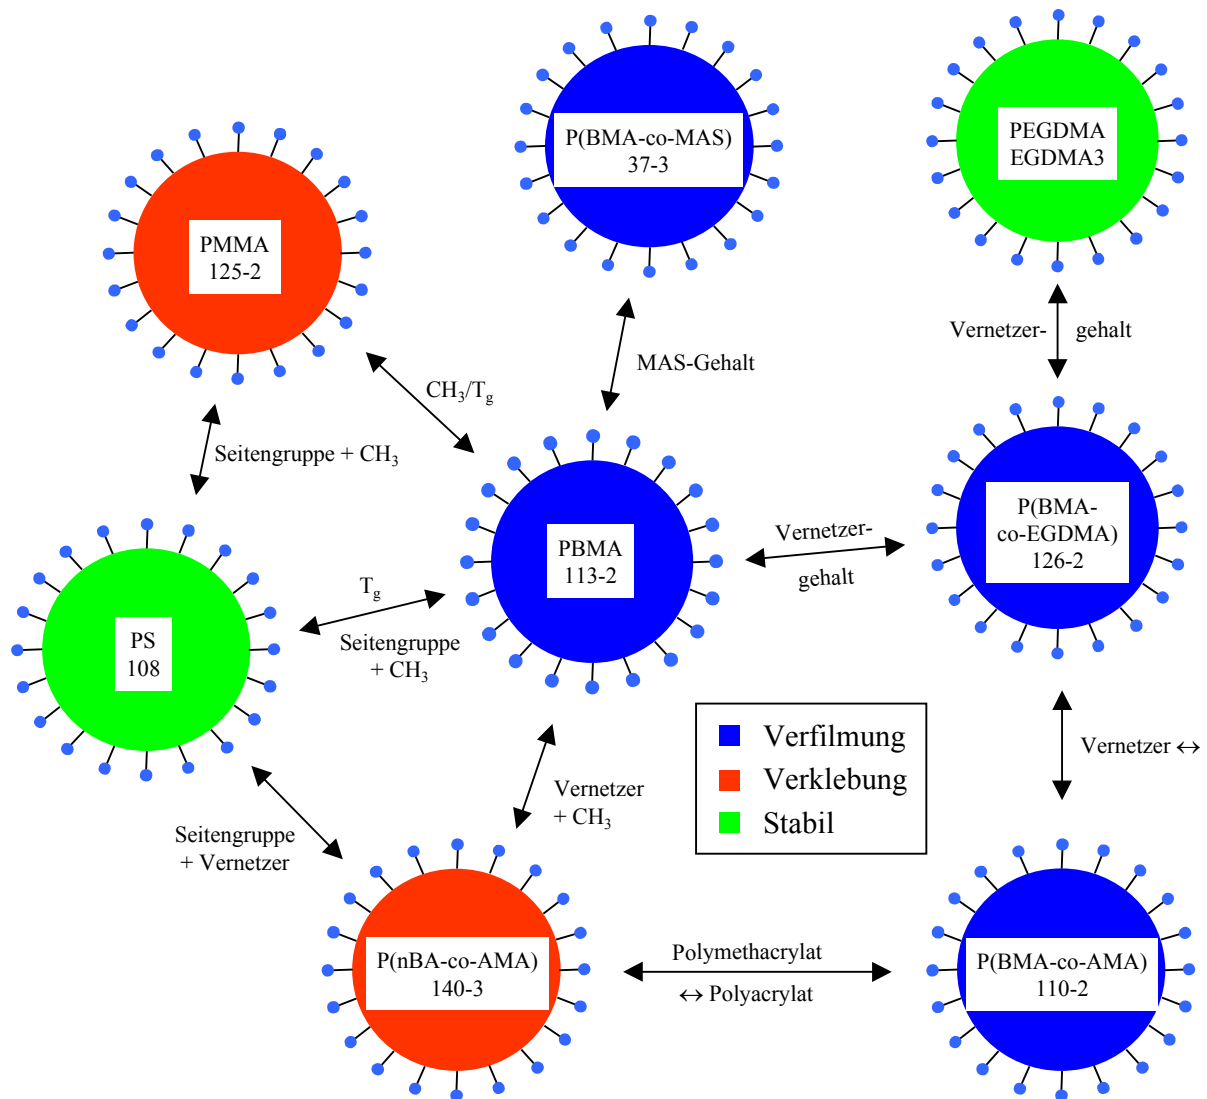 P(BMA-co-MAS)
37-3
PEGDMA
EGDMA3
PMMA
125-2
Vernetzer- gehalt
MAS-Gehalt
CH₃/Tg
Seitengruppe + CH₃
P(BMA-
co-EGDMA)
126-2
PBMA
113-2
Vernetzer-
gehalt
Tg
Seitengruppe
+ CH₃
PS
108
Verfilmung
Verklebung
Stabil
Vernetzer ↔
Vernetzer
+ CH₃
Seitengruppe
+ Vernetzer
P(nBA-co-AMA)
140-3
Polymethacrylat
↔ Polyacrylat
P(BMA-co-AMA)
110-2